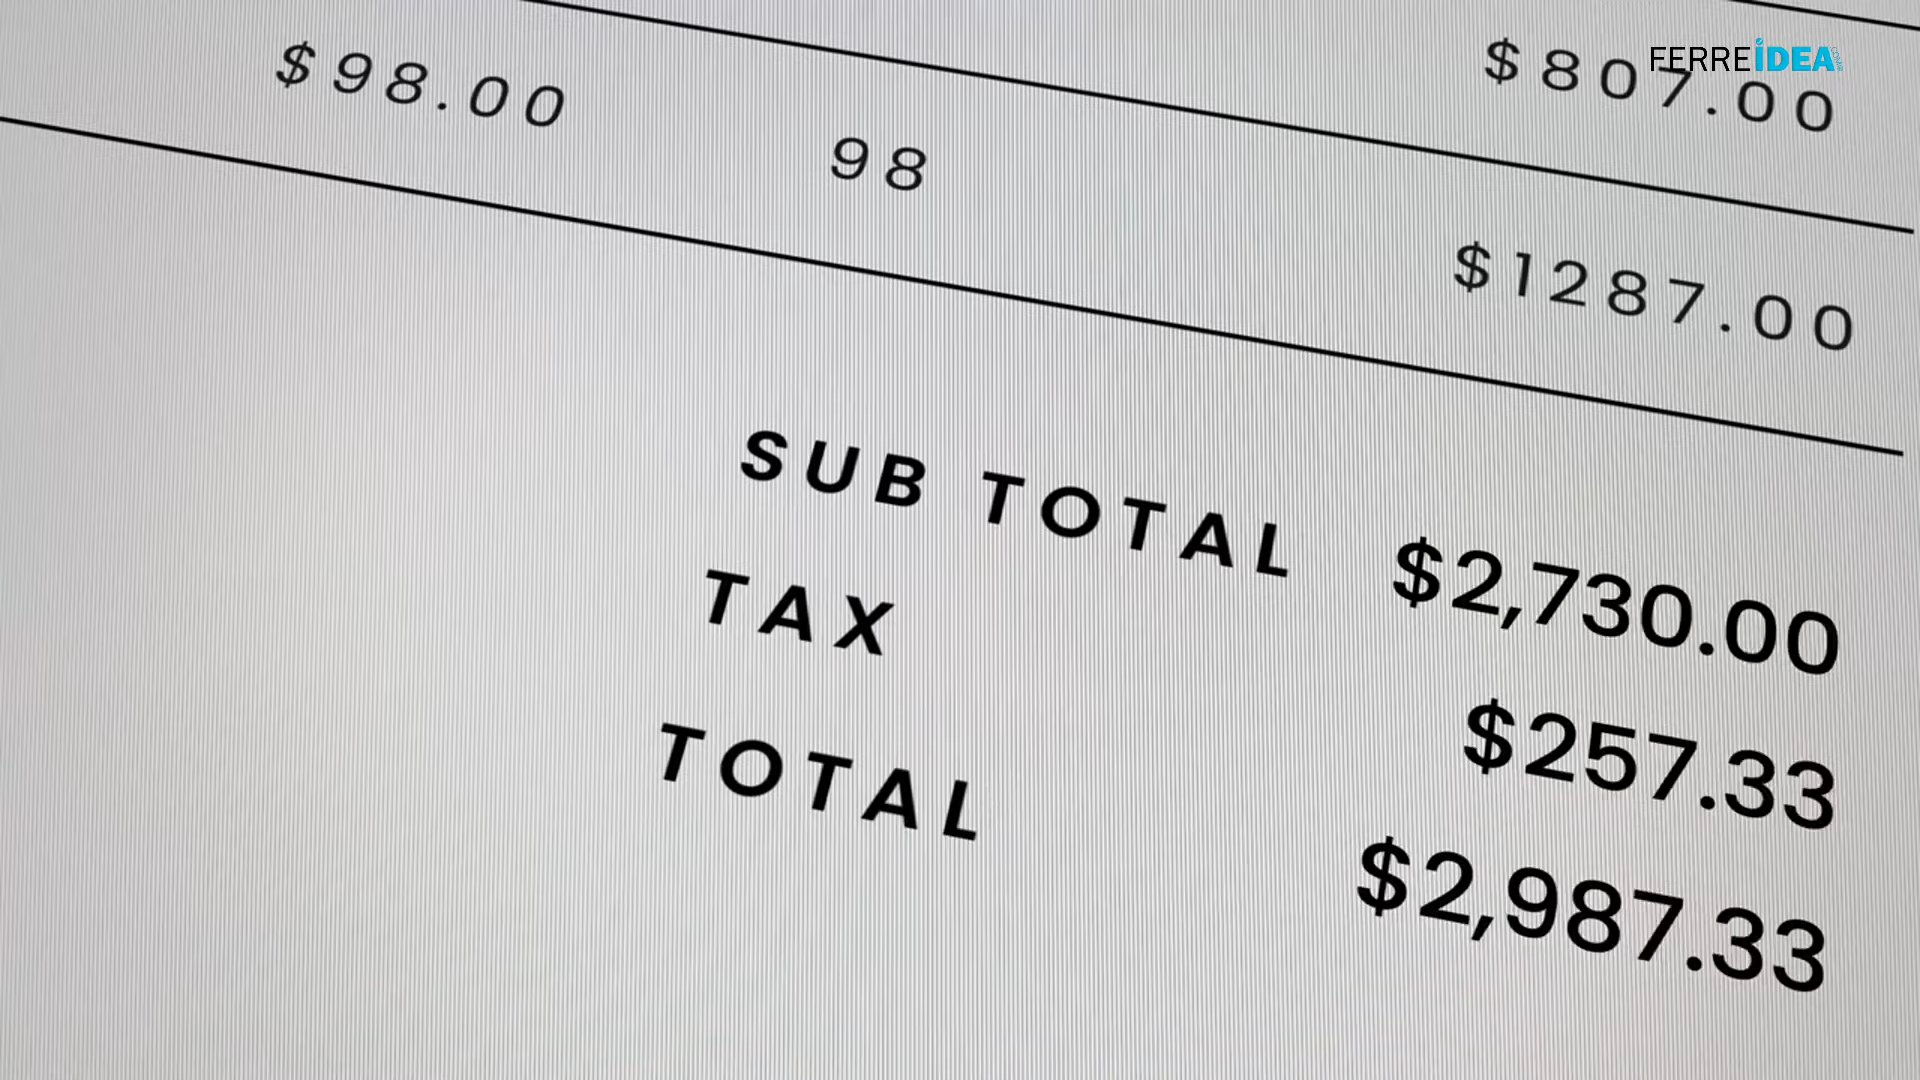 FERREiDEA
$807.00
$98.00 98 $1287.00
SUB TOTAL $2,730.00
TAX $257.33
TOTAL $2,987.33